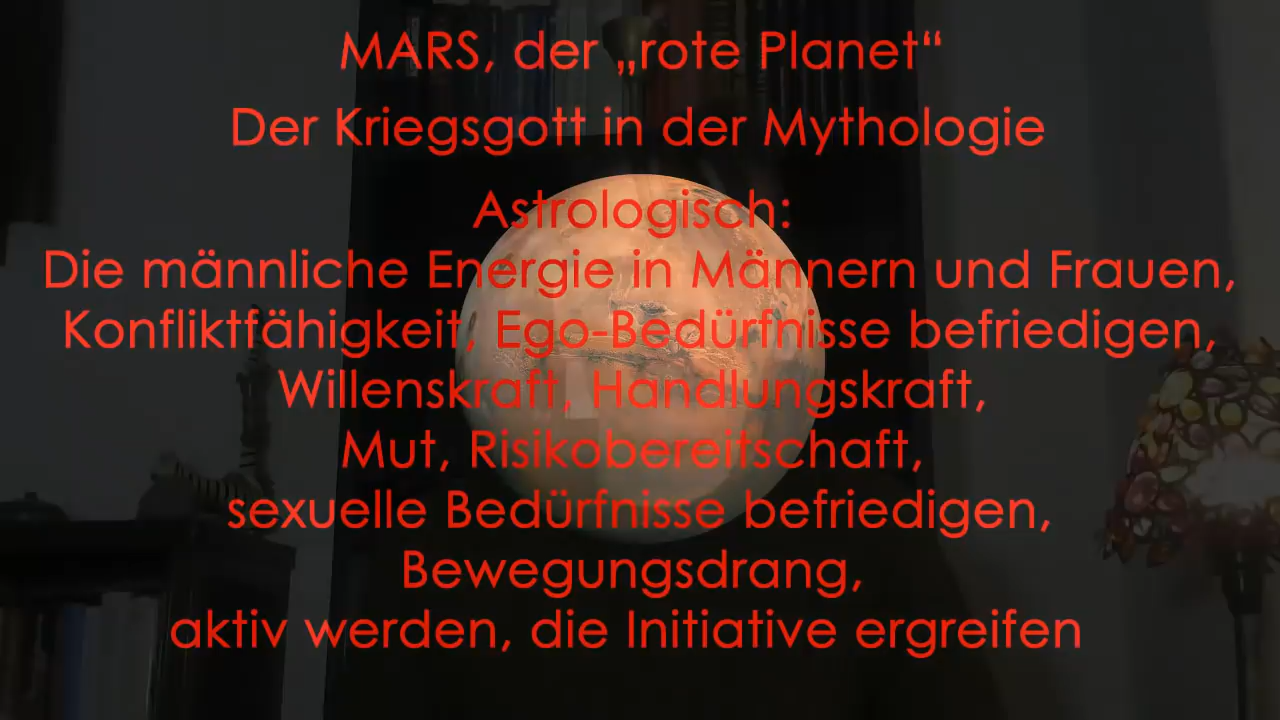 MARS, der „rote Planet“
Der Kriegsgott in der Mythologie
Astrologisch:
Die männliche Energie in Männern und Frauen,
Konfliktfähigkeit, Ego-Bedürfnisse befriedigen,
Willenskraft, Handlungskraft,
Mut, Risikobereitschaft,
sexuelle Bedürfnisse befriedigen,
Bewegungsdrang,
aktiv werden, die Initiative ergreifen